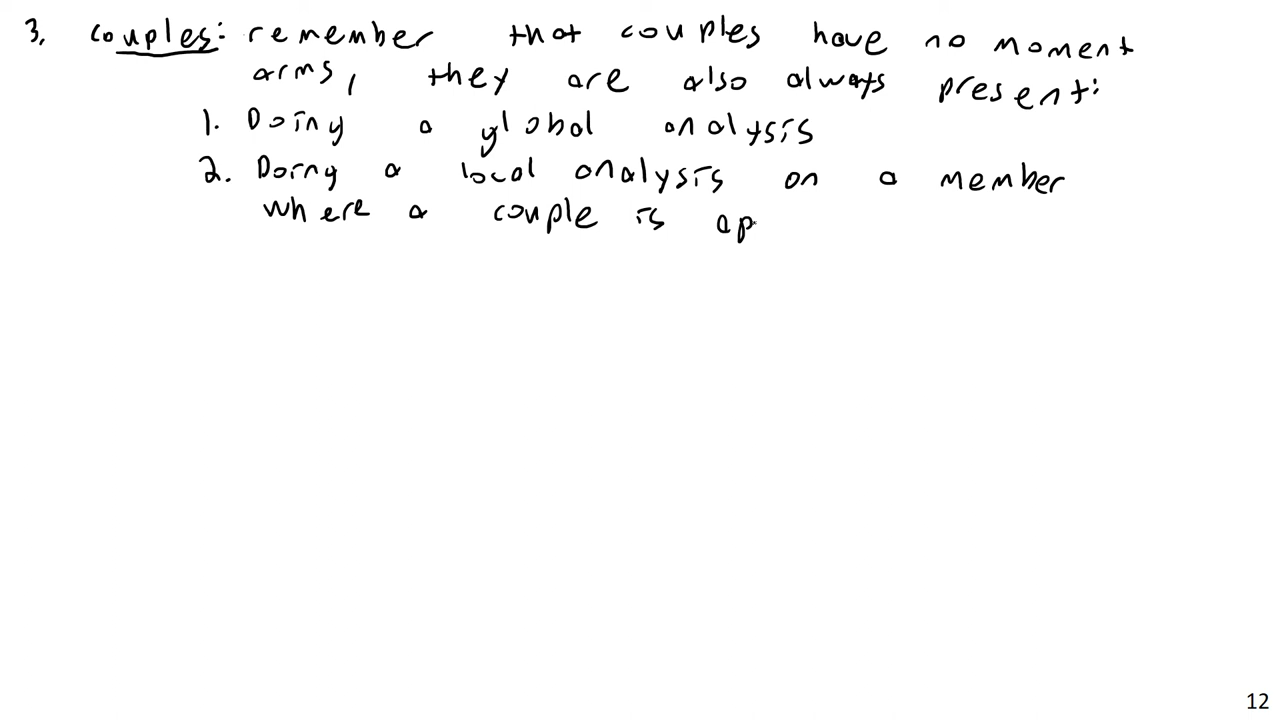 3. couples: remember that couples have no moment
arms, they are also always present:
1. Doing a global analysis
2. Doing a local analysis on a member
where a couple is ap
12